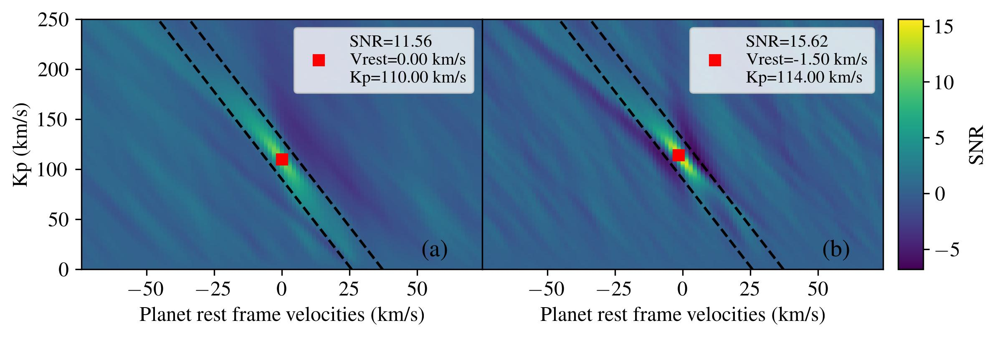 250
200
150
100
50
0
Kp (km/s)
SNR=11.56
Vrest=0.00 km/s
Kp=110.00 km/s
(a)
−50
−25
0
25
50
Planet rest frame velocities (km/s)
SNR=15.62
Vrest=-1.50 km/s
Kp=114.00 km/s
(b)
−50
−25
0
25
50
Planet rest frame velocities (km/s)
15
10
5
0
−5
SNR